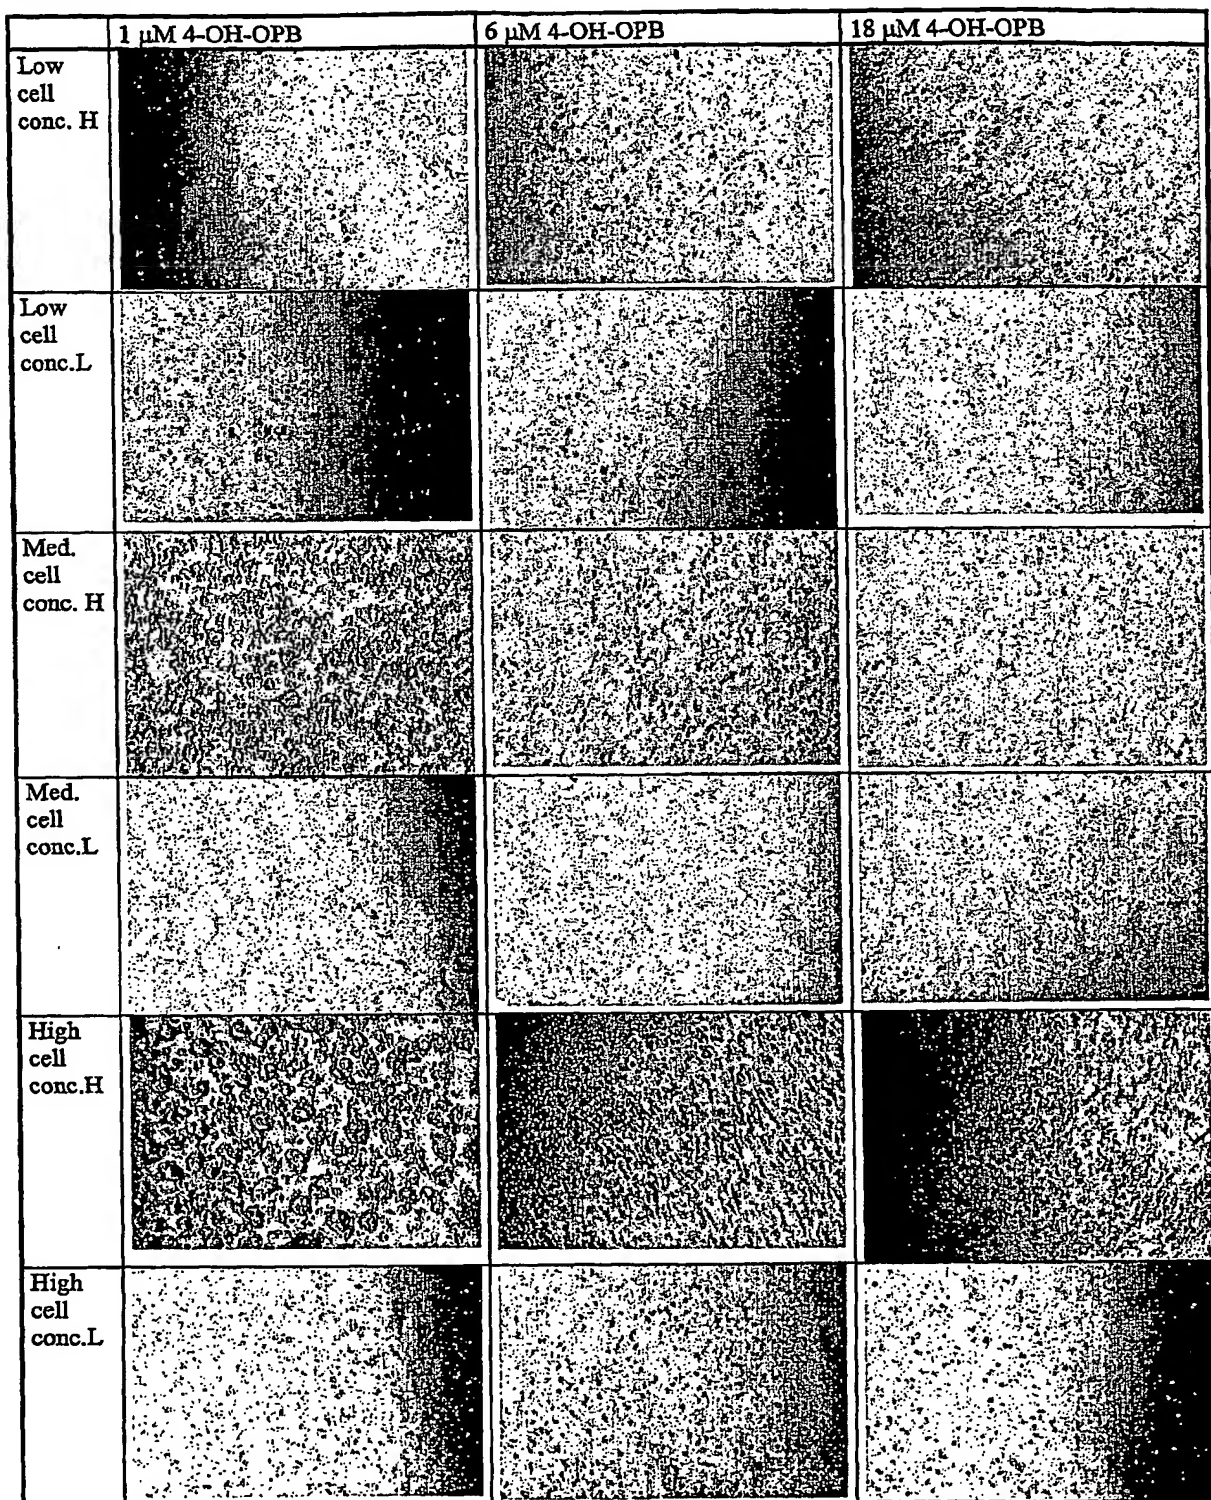 1 µM 4-OH-OPB
6 µM 4-OH-OPB
18 µM 4-OH-OPB
Low
cell
conc. H
Low
cell
conc.L
Med.
cell
conc. H
Med.
cell
conc.L
High
cell
conc.H
High
cell
conc.L